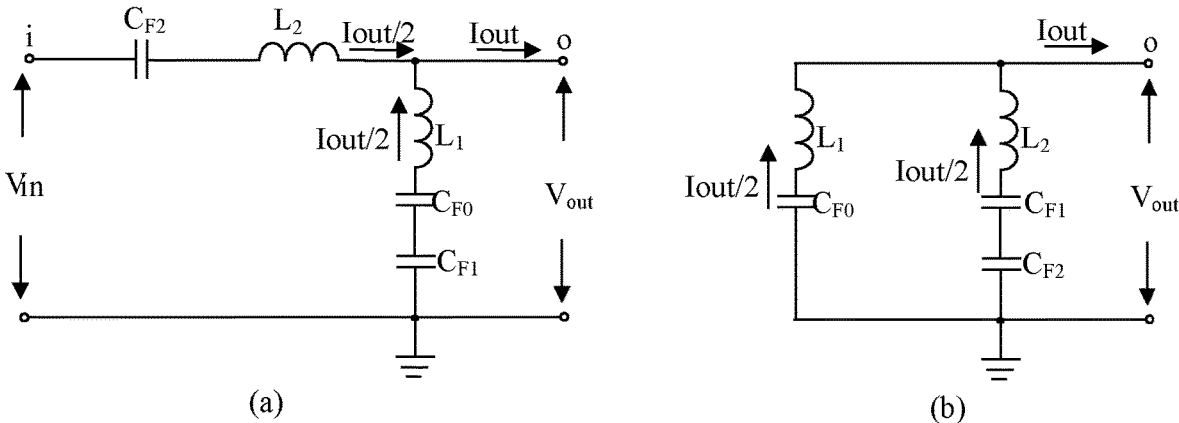 i
C_F2
L_2
Iout/2
Iout
o
Vin
Iout/2
L_1
C_F0
C_F1
V_out
(a)
Iout
o
L_1
Iout/2
C_F0
L_2
Iout/2
C_F1
C_F2
V_out
(b)